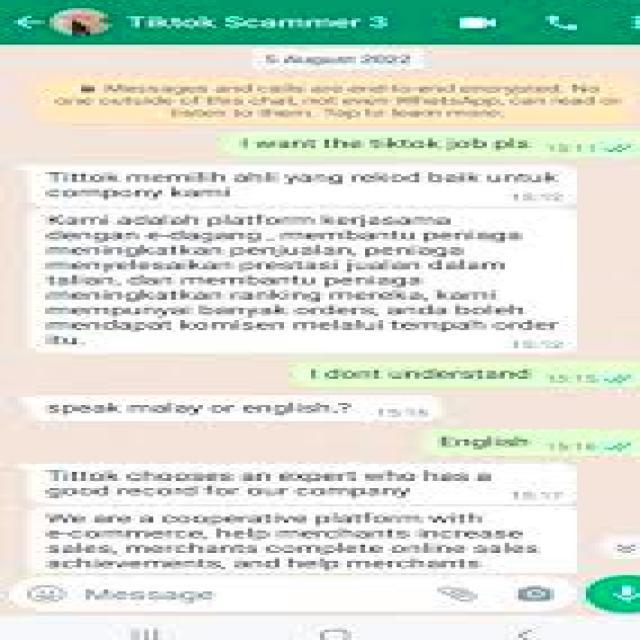 Tiktok Scammer 3
5 August 2022
Messages and calls are end-to-end encrypted. No
one outside of this chat, not even WhatsApp, can read or
listen to them. Tap to learn more.
I want the tiktok job pls 15:11
Tittok memilih ahli yang rekod baik untuk
company kami
15:12
Kami adalah platform kerjasama
dengan e-dagang , membantu peniaga
meningkatkan penjualan, peniaga
menyelesaikan prestasi jualan dalam
talian, dan membantu peniaga
meningkatkan ranking mereka, kami
mempunyai banyak orders, anda boleh
mendapat komisen melalui tempah order
itu.
15:12
I dont understand 15:15
speak malay or english.? 15:16
English 15:16
Tittok chooses an expert who has a
good record for our company
15:17
We are a cooperative platform with
e-commerce, help merchants increase
sales, merchants complete online sales
achievements, and help merchants
Message